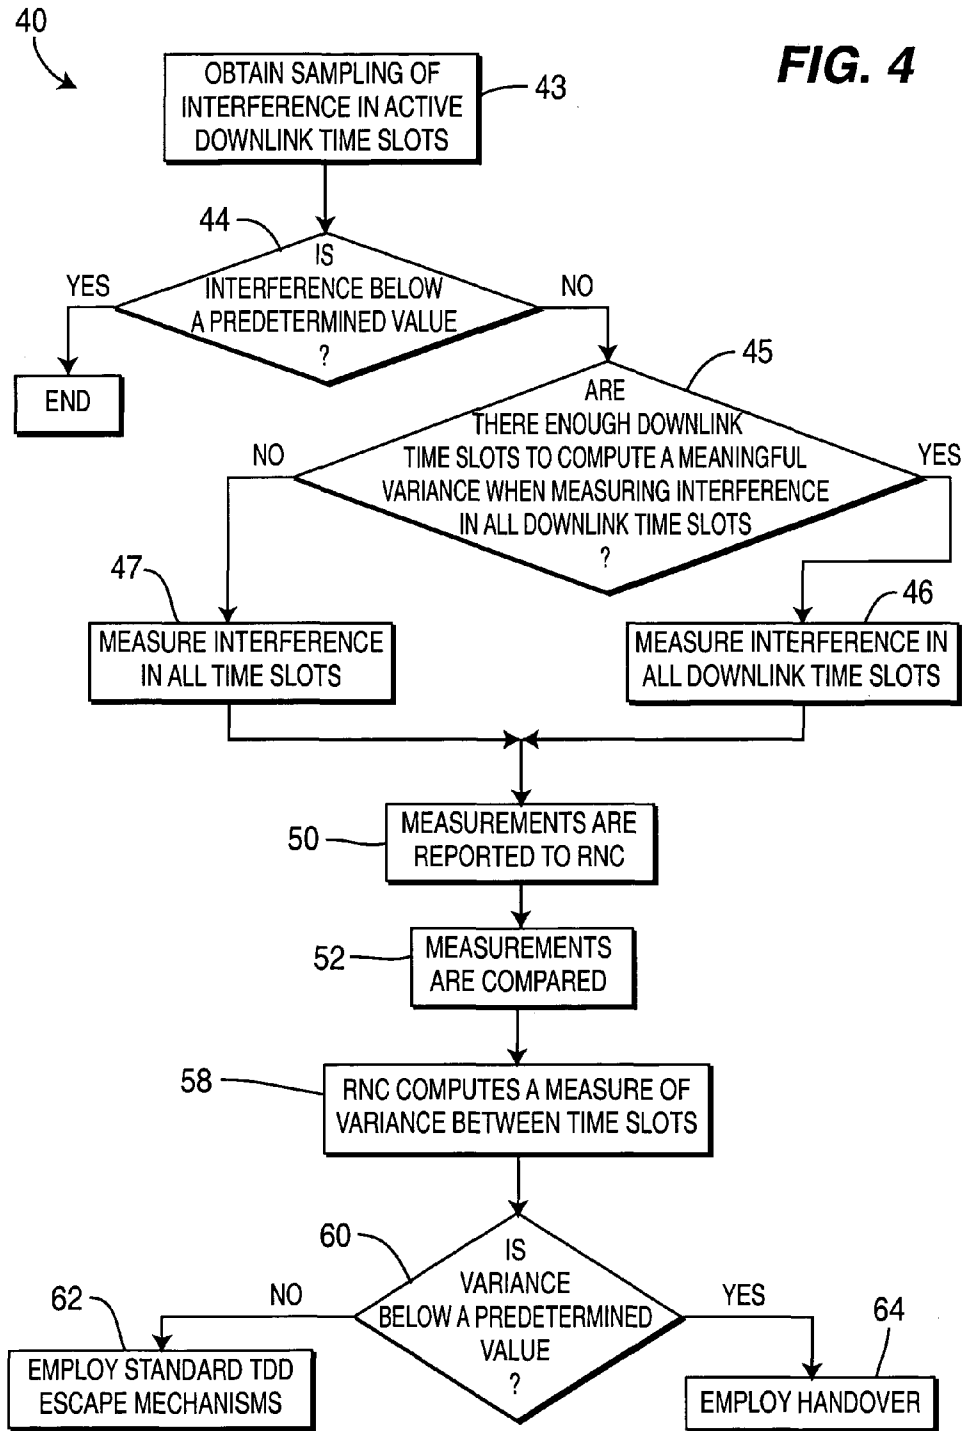 40
FIG. 4
OBTAIN SAMPLING OF
INTERFERENCE IN ACTIVE
DOWNLINK TIME SLOTS
43
44
IS
INTERFERENCE BELOW
A PREDETERMINED VALUE
?
YES
NO
END
45
ARE
THERE ENOUGH DOWNLINK
TIME SLOTS TO COMPUTE A MEANINGFUL
VARIANCE WHEN MEASURING INTERFERENCE
IN ALL DOWNLINK TIME SLOTS
?
NO
YES
47
MEASURE INTERFERENCE
IN ALL TIME SLOTS
46
MEASURE INTERFERENCE IN
ALL DOWNLINK TIME SLOTS
50
MEASUREMENTS ARE
REPORTED TO RNC
52
MEASUREMENTS
ARE COMPARED
58
RNC COMPUTES A MEASURE OF
VARIANCE BETWEEN TIME SLOTS
60
IS
VARIANCE
BELOW A PREDETERMINED
VALUE
?
NO
YES
62
EMPLOY STANDARD TDD
ESCAPE MECHANISMS
64
EMPLOY HANDOVER